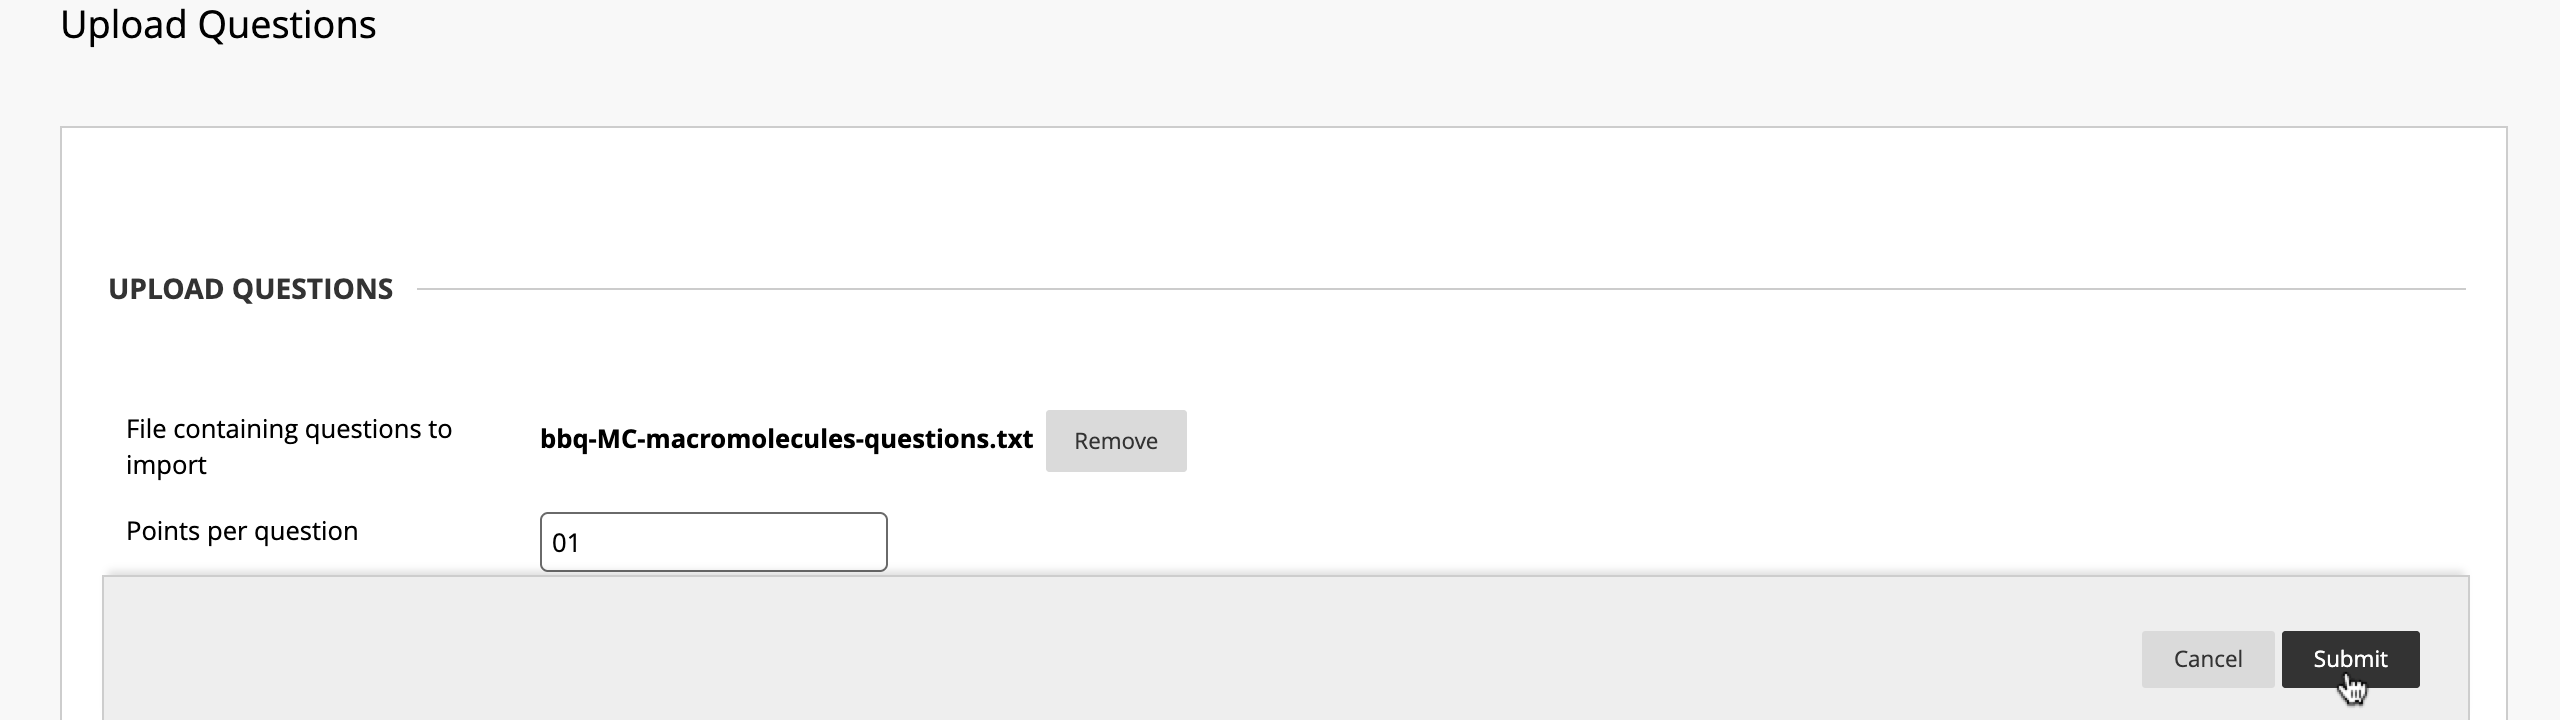 Upload Questions
UPLOAD QUESTIONS
File containing questions to
import
bbq-MC-macromolecules-questions.txt
Remove
Points per question
01
Cancel
Submit